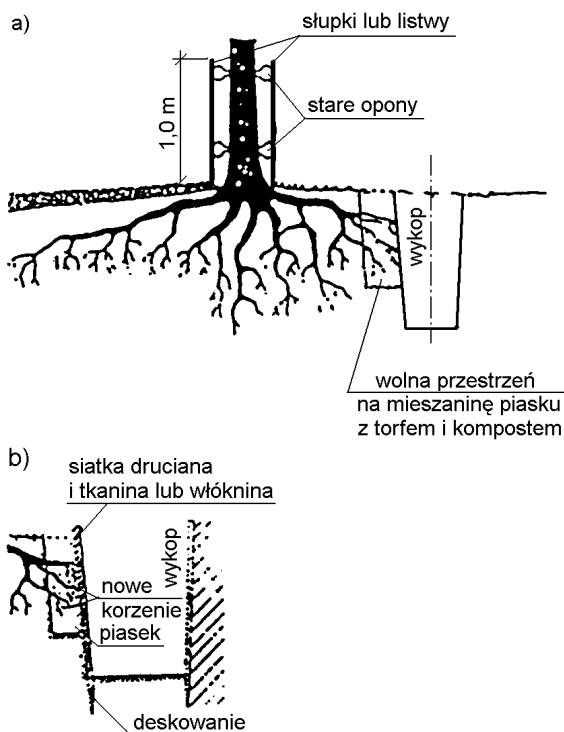 a)
słupki lub listwy
1,0 m
stare opony
wykop
wolna przestrzeń
na mieszaninę piasku
z torfem i kompostem
b)
siatka druciana
i tkanina lub włóknina
wykop
nowe
korzenie
piasek
deskowanie